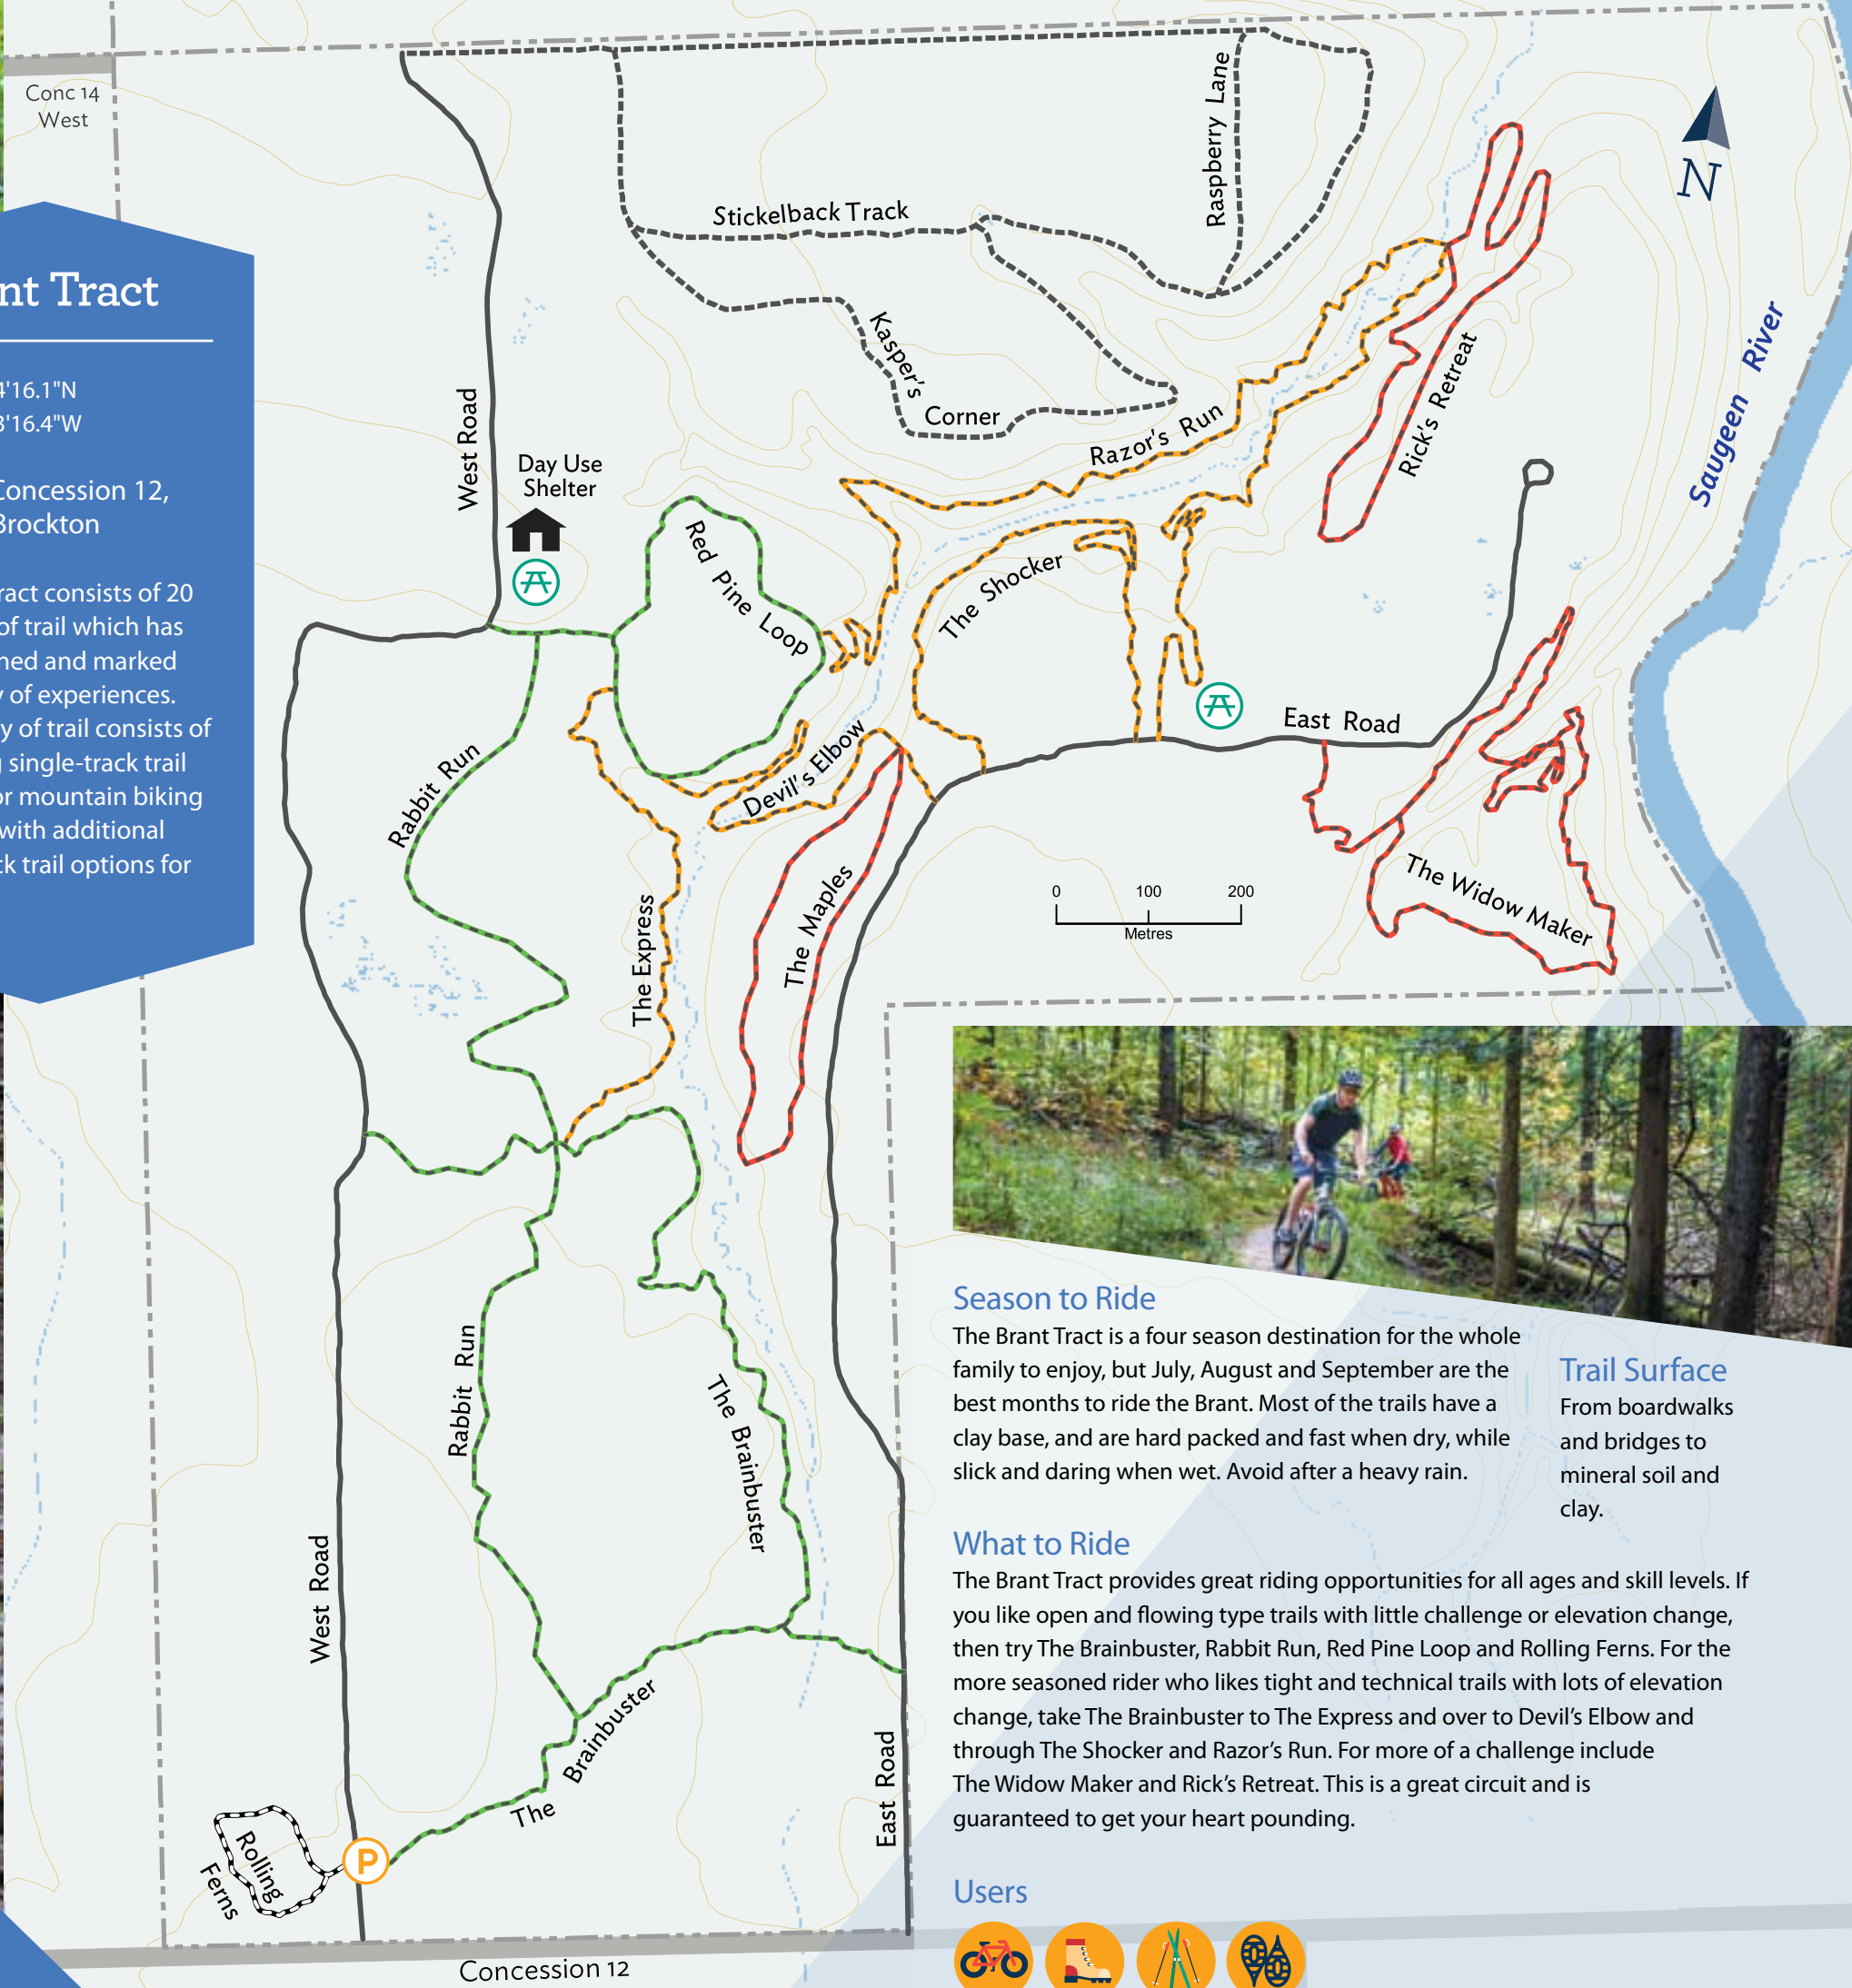 Conc 14
West
nt Tract
4'16.1"N
3'16.4"W
Concession 12,
Brockton
ract consists of 20
of trail which has
ned and marked
y of experiences.
y of trail consists of
g single-track trail
or mountain biking
with additional
ck trail options for
Stickelback Track
Raspberry Lane
N
Kasper's
Corner
Razor's Run
Rick's Retreat
Saugeen River
West Road
Day Use
Shelter
Red Pine Loop
The Shocker
East Road
Rabbit Run
Devil's Elbow
The Express
The Maples
0 100 200
Metres
The Widow Maker
Rabbit Run
The Brainbuster
West Road
The Brainbuster
East Road
Rolling
Ferns
P
Concession 12
Season to Ride
The Brant Tract is a four season destination for the whole
family to enjoy, but July, August and September are the
best months to ride the Brant. Most of the trails have a
clay base, and are hard packed and fast when dry, while
slick and daring when wet. Avoid after a heavy rain.
Trail Surface
From boardwalks
and bridges to
mineral soil and
clay.
What to Ride
The Brant Tract provides great riding opportunities for all ages and skill levels. If
you like open and flowing type trails with little challenge or elevation change,
then try The Brainbuster, Rabbit Run, Red Pine Loop and Rolling Ferns. For the
more seasoned rider who likes tight and technical trails with lots of elevation
change, take The Brainbuster to The Express and over to Devil’s Elbow and
through The Shocker and Razor’s Run. For more of a challenge include
The Widow Maker and Rick’s Retreat. This is a great circuit and is
guaranteed to get your heart pounding.
Users